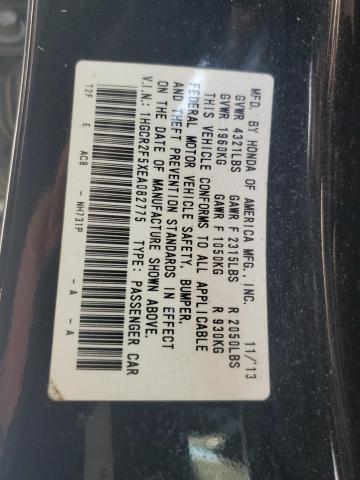 MFD. BY HONDA OF AMERICA MFG., INC. 11/'13
GVWR 4321LBS GAWR F 2315LBS R 2050LBS
GVWR 1960KG GAWR F 1050KG R 930KG
THIS VEHICLE CONFORMS TO ALL APPLICABLE
FEDERAL MOTOR VEHICLE SAFETY, BUMPER,
AND THEFT PREVENTION STANDARDS IN EFFECT
ON THE DATE OF MANUFACTURE SHOWN ABOVE.
V.I.N.: 1HGCR2F5XEA082775 TYPE: PASSENGER CAR
T2F E AC8 - NH731P - A - A